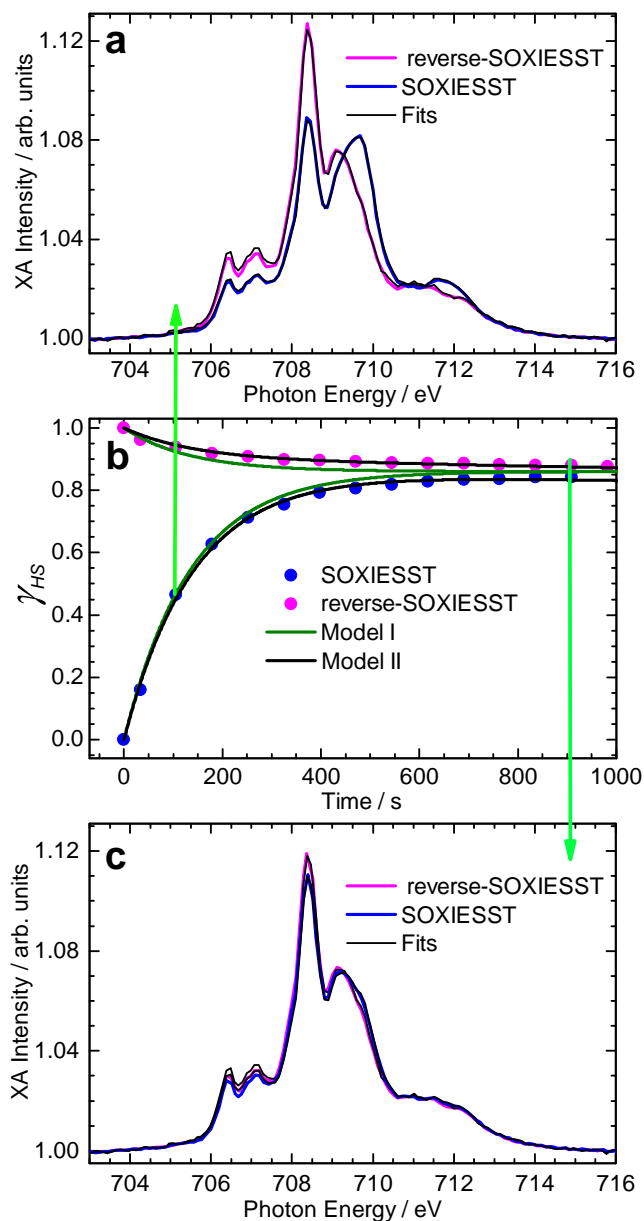 a
reverse-SOXIESST
SOXIESST
Fits
XA Intensity / arb. units
1.12
1.08
1.04
1.00
704 706 708 710 712 714 716
Photon Energy / eV
b
γHS
1.0
0.8
0.6
0.4
0.2
0.0
SOXIESST
reverse-SOXIESST
Model I
Model II
0 200 400 600 800 1000
Time / s
c
reverse-SOXIESST
SOXIESST
Fits
XA Intensity / arb. units
1.12
1.08
1.04
1.00
704 706 708 710 712 714 716
Photon Energy / eV